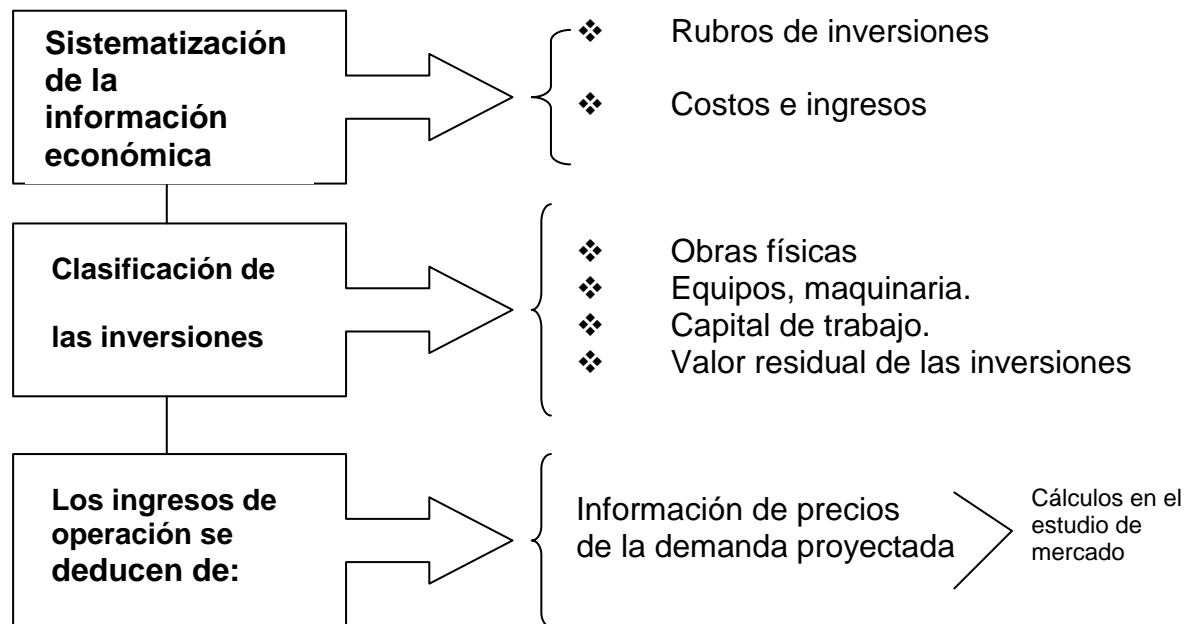 Sistematización
de la
información
económica
❖ Rubros de inversiones
❖ Costos e ingresos
Clasificación de
las inversiones
❖ Obras físicas
❖ Equipos, maquinaria.
❖ Capital de trabajo.
❖ Valor residual de las inversiones
Los ingresos de
operación se
deducen de:
Información de precios
de la demanda proyectada
Cálculos en el
estudio de
mercado